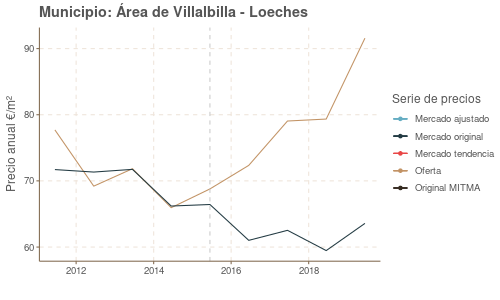 Municipio: Área de Villalbilla - Loeches
Precio anual €/m²
90
80
70
60
2012
2014
2016
2018
Serie de precios
Mercado ajustado
Mercado original
Mercado tendencia
Oferta
Original MITMA